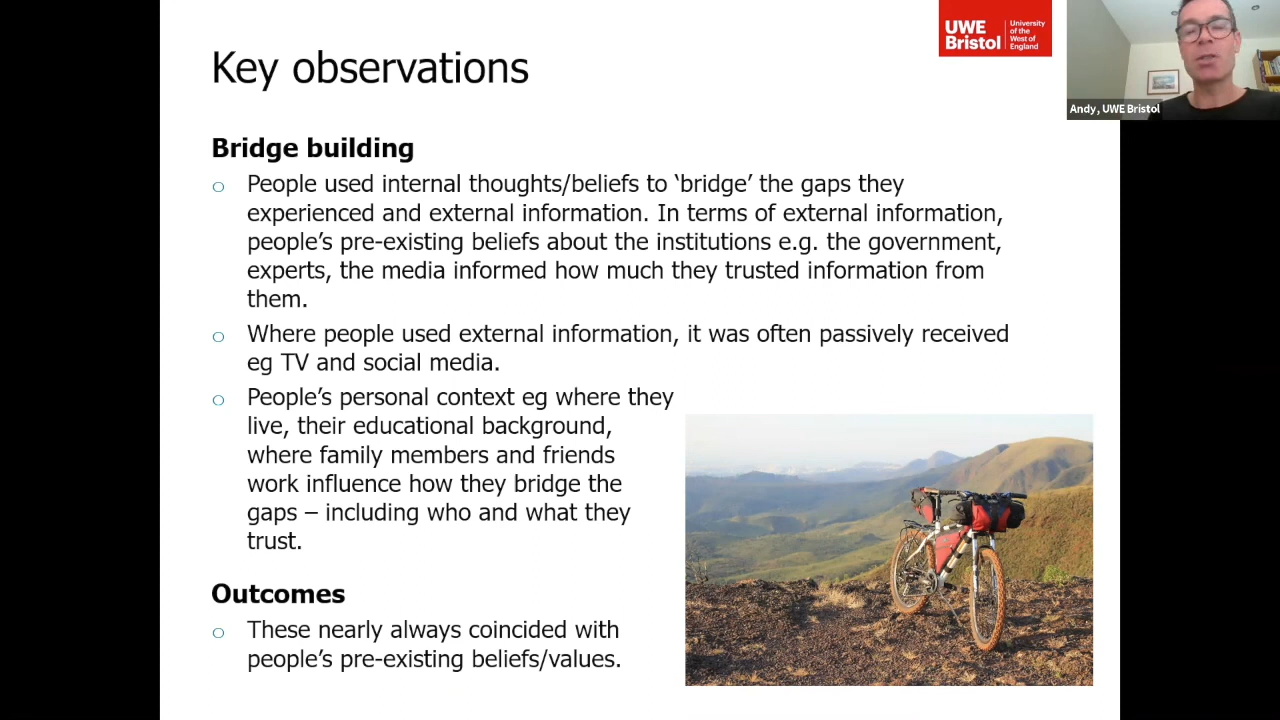 Key observations
UWE
Bristol
University
of the
West of
England
Andy, UWE Bristol
Bridge building
o People used internal thoughts/beliefs to ‘bridge’ the gaps they
experienced and external information. In terms of external information,
people’s pre-existing beliefs about the institutions e.g. the government,
experts, the media informed how much they trusted information from
them.
o Where people used external information, it was often passively received
eg TV and social media.
o People’s personal context eg where they
live, their educational background,
where family members and friends
work influence how they bridge the
gaps – including who and what they
trust.
Outcomes
o These nearly always coincided with
people’s pre-existing beliefs/values.